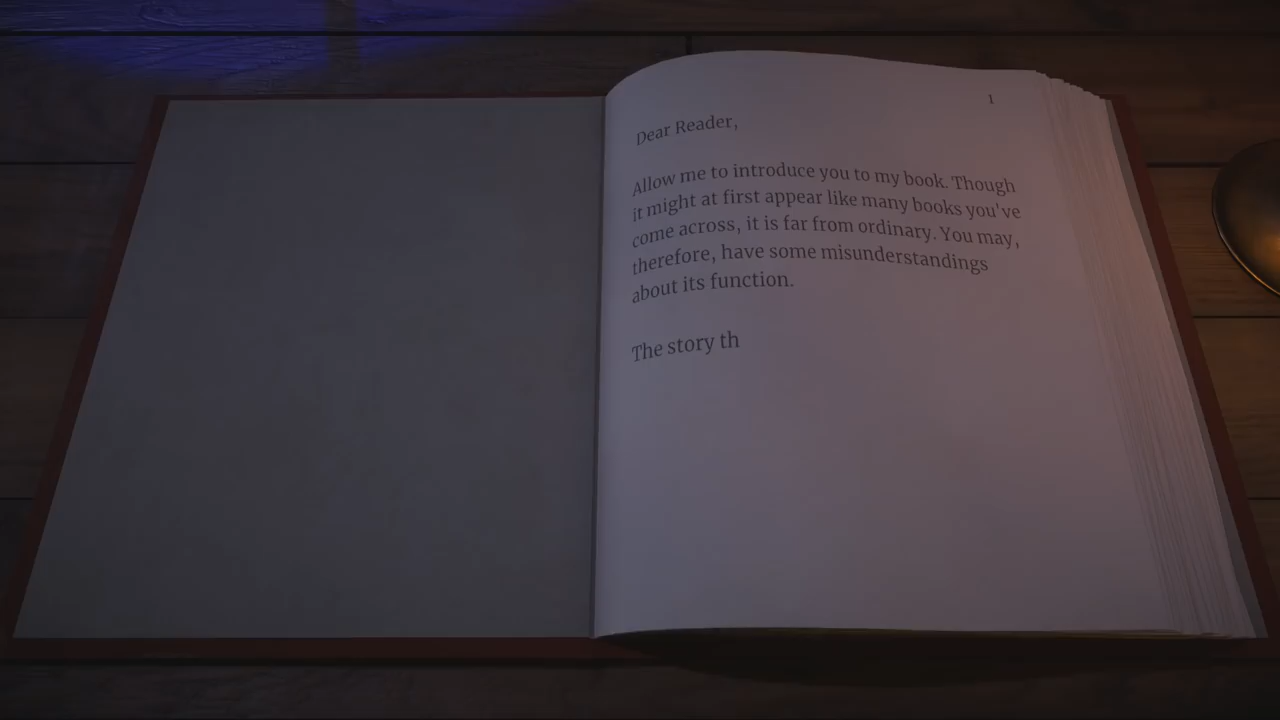 1
Dear Reader,
Allow me to introduce you to my book. Though
it might at first appear like many books you've
come across, it is far from ordinary. You may,
therefore, have some misunderstandings
about its function.
The story th